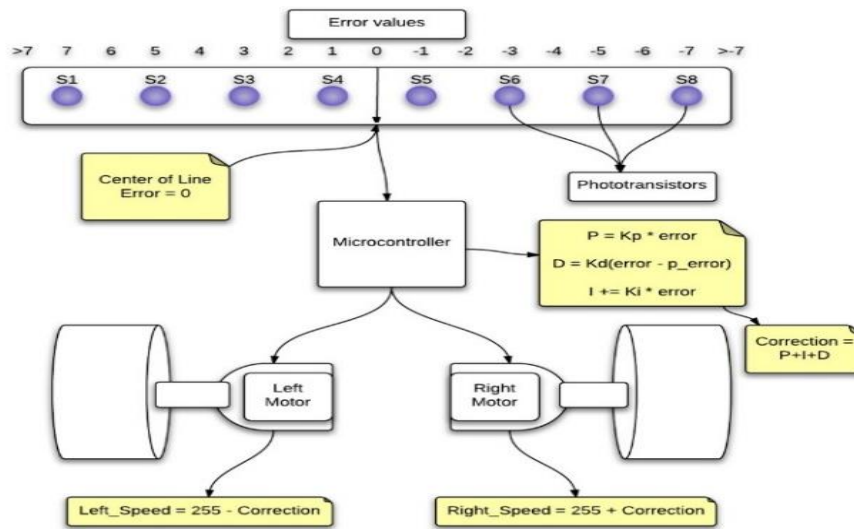 Error values
>7 7 6 5 4 3 2 1 0 -1 -2 -3 -4 -5 -6 -7 >-7
S1 S2 S3 S4 S5 S6 S7 S8
Center of Line
Error = 0
Phototransistors
Microcontroller
P = Kp * error
D = Kd(error - p_error)
I += Ki * error
Correction =
P+I+D
Left
Motor
Right
Motor
Left_Speed = 255 - Correction
Right_Speed = 255 + Correction